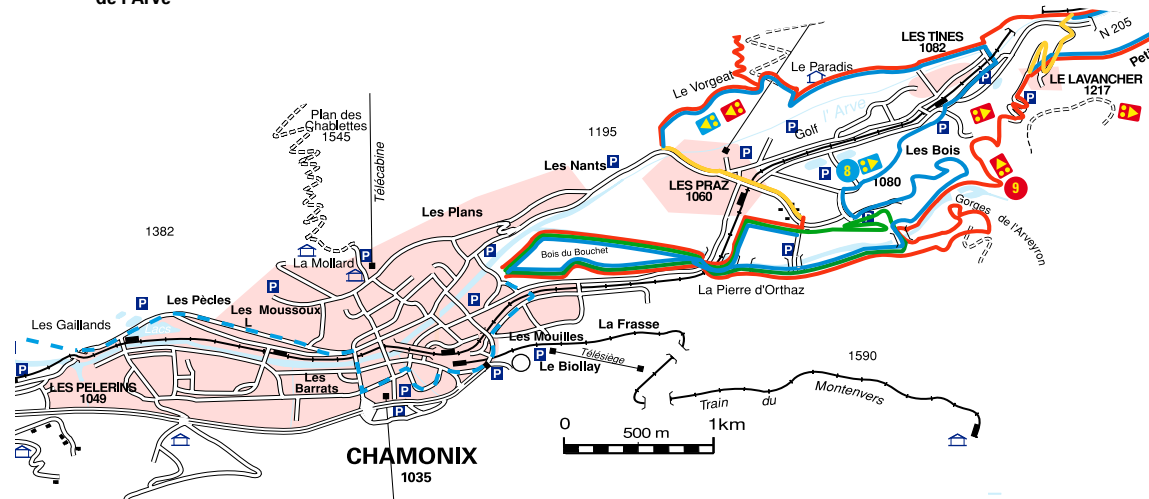 de l'Arve
N 205
LES TÎNES
1082
Petit
Le Paradis
Le Vorgeat
LE LAVANCHER
1217
l' Arve
Plan des
Chablettes
1545
1195
Golf
P
Les Nants
Les Bois
8
1080
9
LES PRAZ
1060
Télécabine
Les Plans
Gorges de l'Arveyron
1382
Bois du Bouchet
La Mollard
La Pierre d'Orthaz
Les Pècles
Les Moussoux
L
Les Gaillands
Lacs
La Frasse
Les Mouilles
Télésiège
1590
Le Biollay
LES PELERINS
1049
Les
Barrats
Train du Montenvers
0 500 m 1km
CHAMONIX
1035